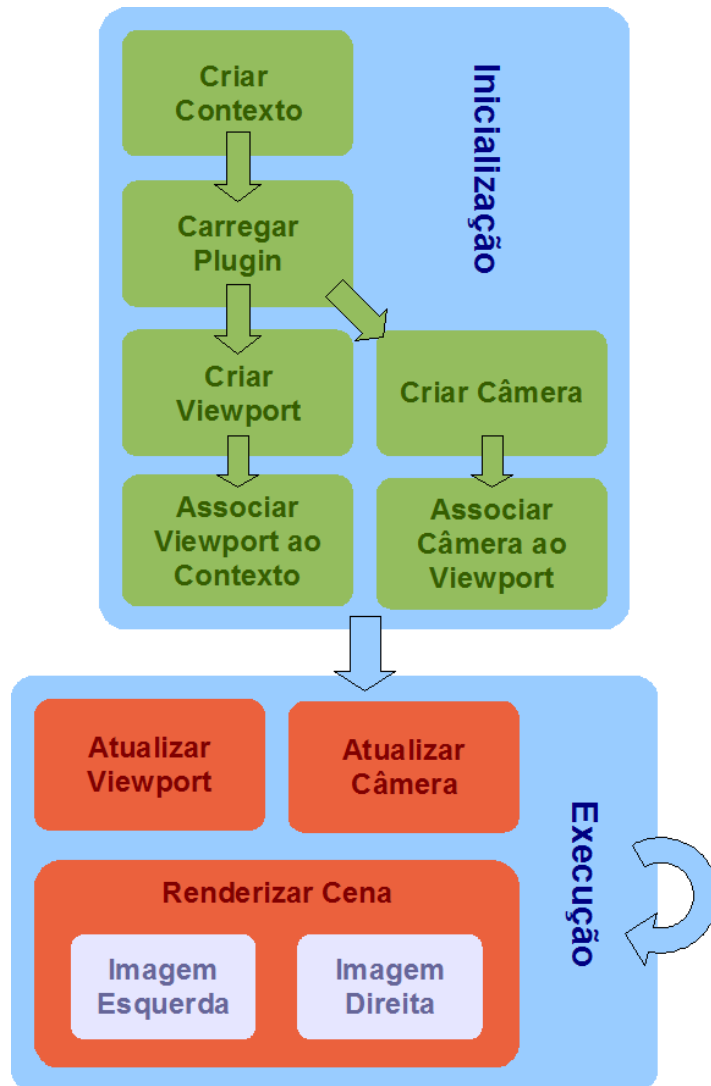 Criar
Contexto
Inicialização
Carregar
Plugin
Criar
Viewport
Criar Câmera
Associar
Viewport ao
Contexto
Associar
Câmera ao
Viewport
Atualizar
Viewport
Atualizar
Câmera
Execução
Renderizar Cena
Imagem
Esquerda
Imagem
Direita